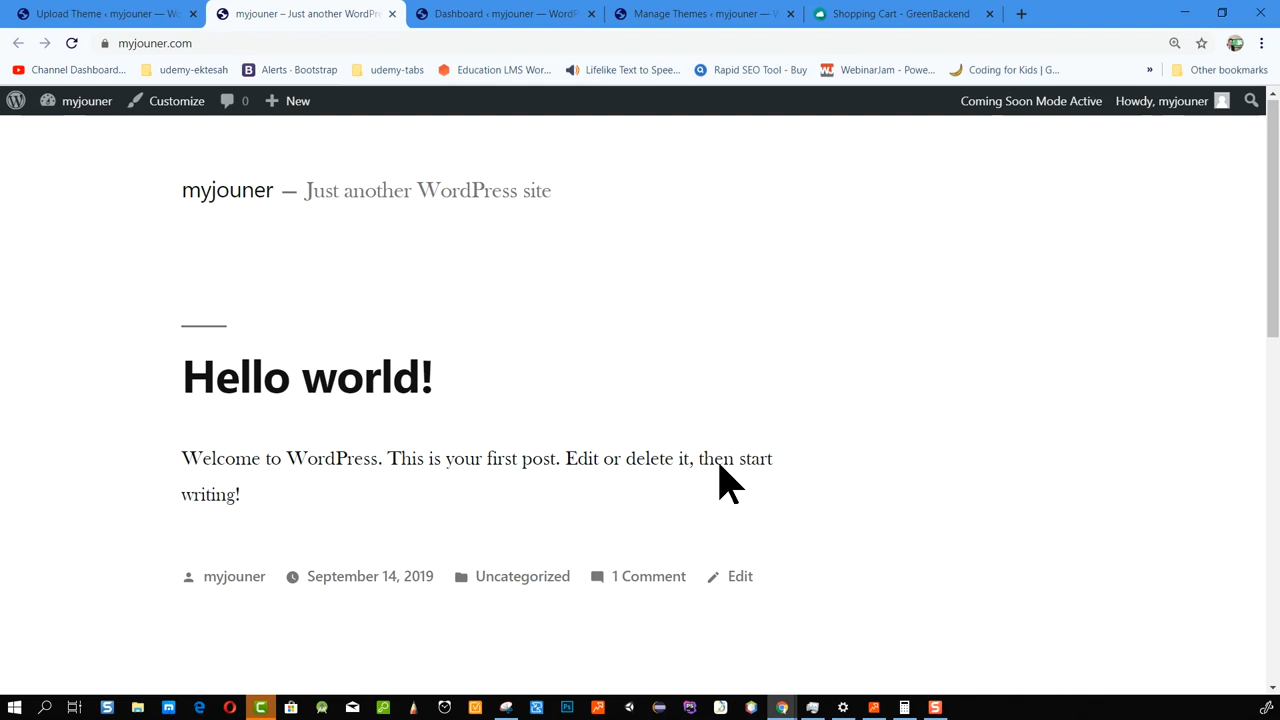 Upload Theme ‹ myjouner — Wo
myjouner – Just another WordPre
Dashboard ‹ myjouner — WordP
Manage Themes ‹ myjouner — W
Shopping Cart - GreenBackend
myjouner.com
Channel Dashboard...
udemy-ektesah
Alerts · Bootstrap
udemy-tabs
Education LMS Wor...
Lifelike Text to Spee...
Rapid SEO Tool - Buy
WebinarJam - Powe...
Coding for Kids | G...
»
Other bookmarks
myjouner
Customize
0
New
Coming Soon Mode Active
Howdy, myjouner
myjouner — Just another WordPress site
Hello world!
Welcome to WordPress. This is your first post. Edit or delete it, then start
writing!
myjouner
September 14, 2019
Uncategorized
1 Comment
Edit